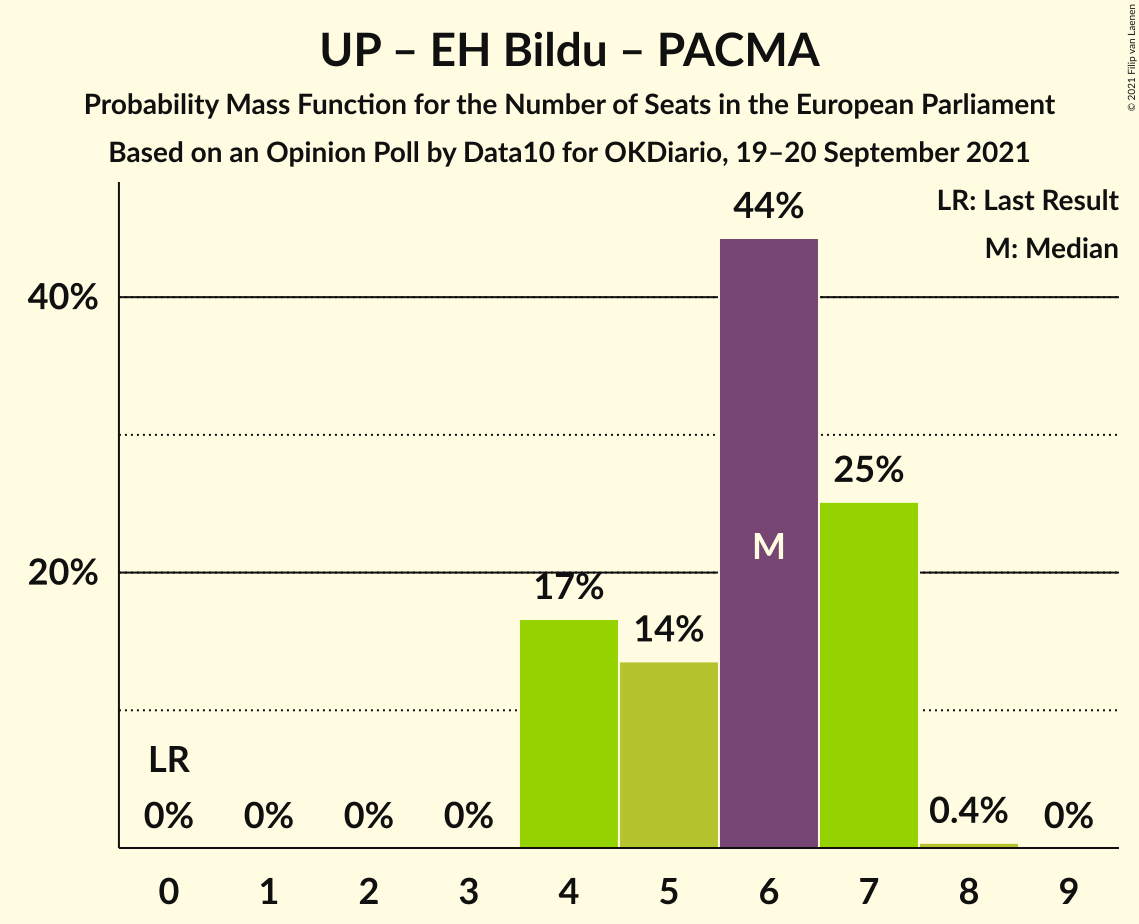 UP – EH Bildu – PACMA
Probability Mass Function for the Number of Seats in the European Parliament
Based on an Opinion Poll by Data10 for OKDiario, 19–20 September 2021
© 2021 Filip van Laenen
LR: Last Result
M: Median
44%
40%
25%
M
20%
17%
14%
LR
0% 0% 0% 0% 0.4% 0%
0 1 2 3 4 5 6 7 8 9